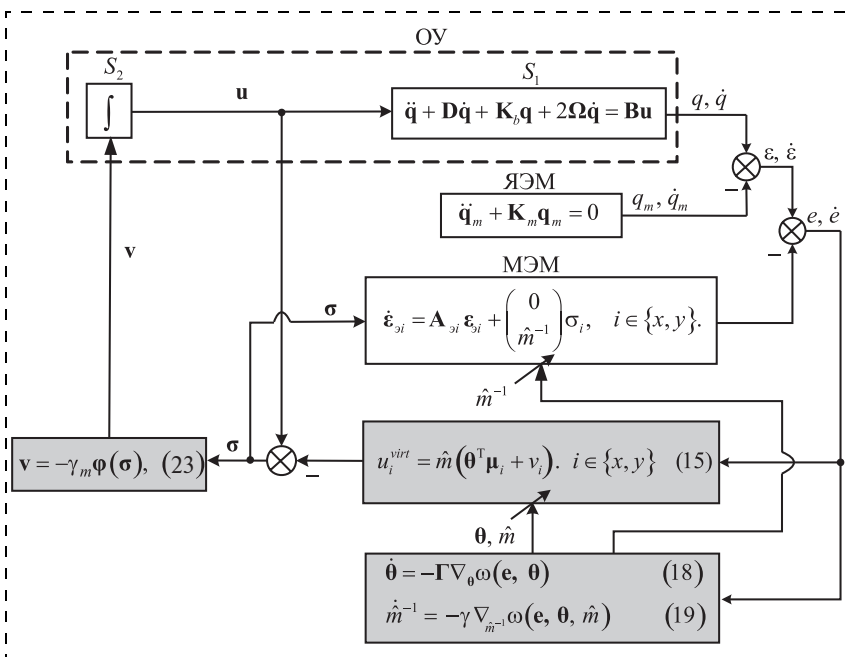 ОУ
S₂
S₁
∫
u
q̈ + Dq̇ + K_b q + 2Ωq̇ = Bu
q, q̇
ε, ε̇
−
ЯЭМ
q̈_m + K_m q_m = 0
q_m, q̇_m
e, ė
−
v
МЭМ
σ
ε̇_эi = A_эi ε_эi + (0 m̂⁻¹) σ_i, i ∈ {x, y}.
m̂⁻¹
v = −γ_m φ(σ), (23)
σ
−
u_i^virt = m̂(θᵀμ_i + ν_i). i ∈ {x, y} (15)
θ, m̂
θ̇ = −Γ∇_θ ω(e, θ) (18)
ṁ̂⁻¹ = −γ∇_m̂⁻¹ ω(e, θ, m̂) (19)